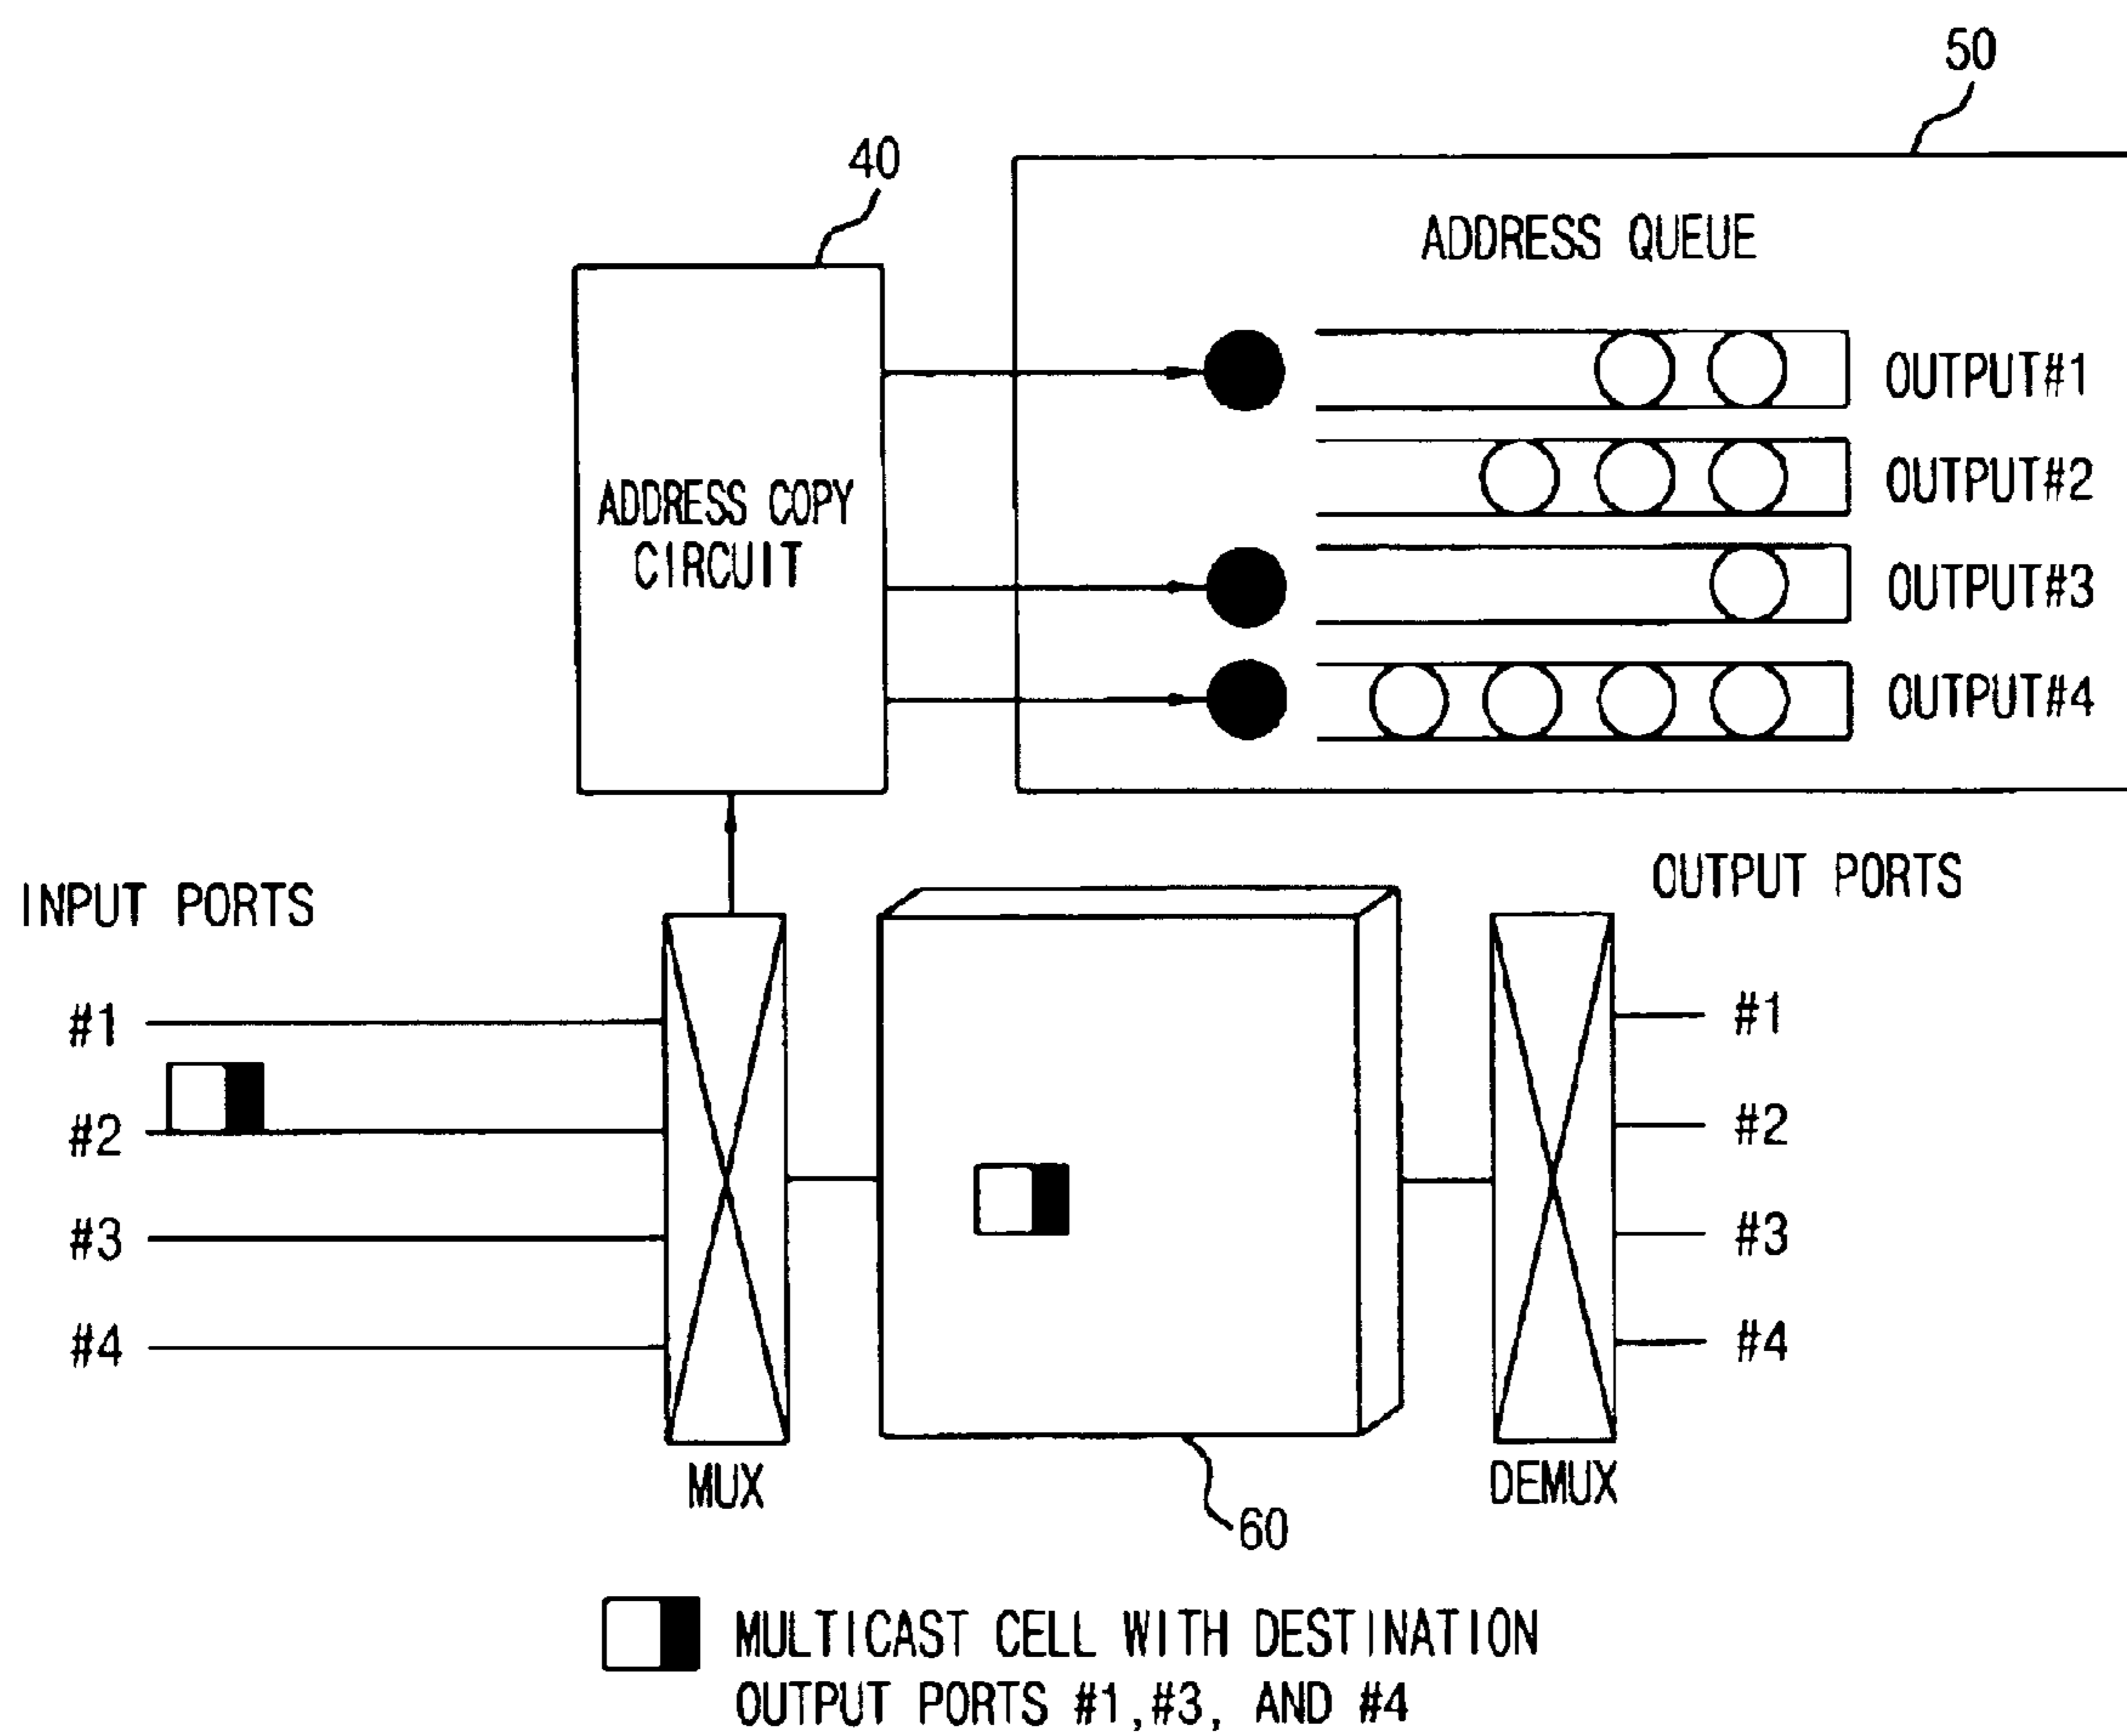 50
40
ADDRESS QUEUE
OUTPUT#1
OUTPUT#2
ADDRESS COPY
CIRCUIT
OUTPUT#3
OUTPUT#4
INPUT PORTS
OUTPUT PORTS
#1
#2
#3
#4
#1
#2
#3
#4
MUX
DEMUX
60
MULTICAST CELL WITH DESTINATION
OUTPUT PORTS #1,#3, AND #4